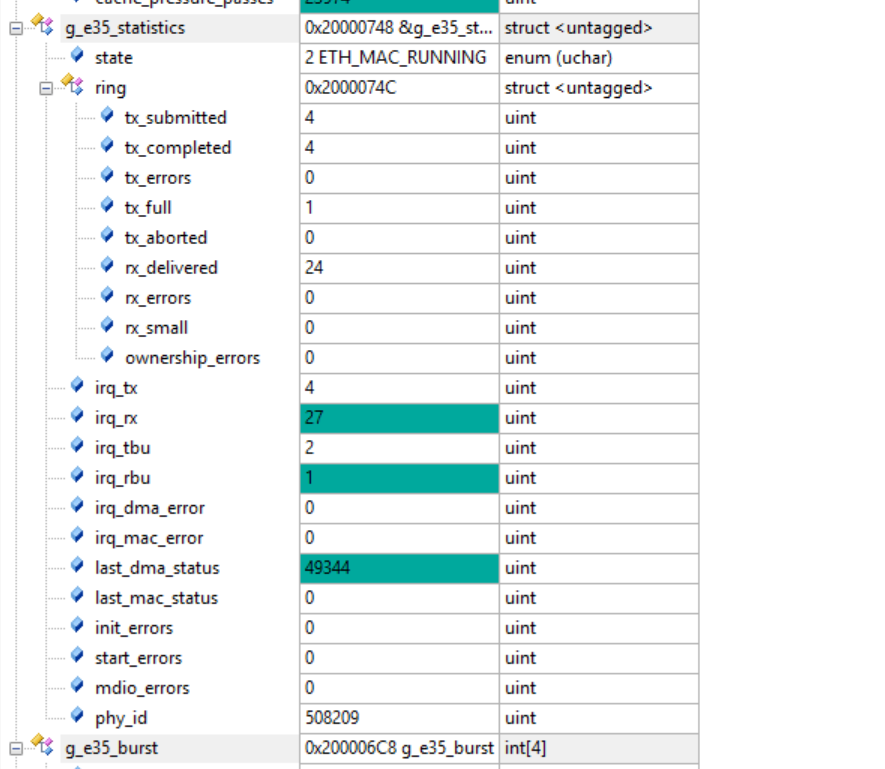 cache_pressure_passes 23974 uint
g_e35_statistics 0x20000748 &g_e35_st... struct <untagged>
state 2 ETH_MAC_RUNNING enum (uchar)
ring 0x2000074C struct <untagged>
tx_submitted 4 uint
tx_completed 4 uint
tx_errors 0 uint
tx_full 1 uint
tx_aborted 0 uint
rx_delivered 24 uint
rx_errors 0 uint
rx_small 0 uint
ownership_errors 0 uint
irq_tx 4 uint
irq_rx 27 uint
irq_tbu 2 uint
irq_rbu 1 uint
irq_dma_error 0 uint
irq_mac_error 0 uint
last_dma_status 49344 uint
last_mac_status 0 uint
init_errors 0 uint
start_errors 0 uint
mdio_errors 0 uint
phy_id 508209 uint
g_e35_burst 0x200006C8 g_e35_burst int[4]